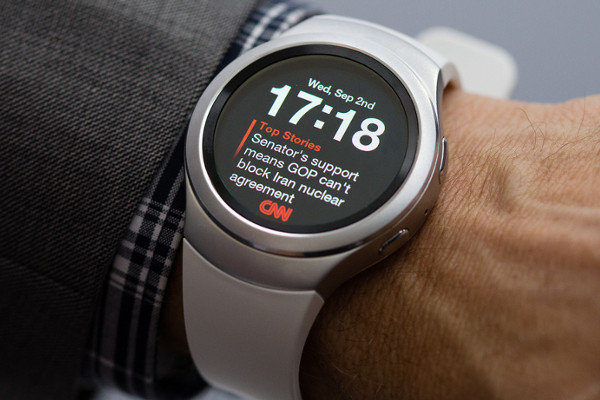 Wed, Sep 2nd
17:18
Top Stories
Senator's support
means GOP can't
block Iran nuclear
agreement
CNN